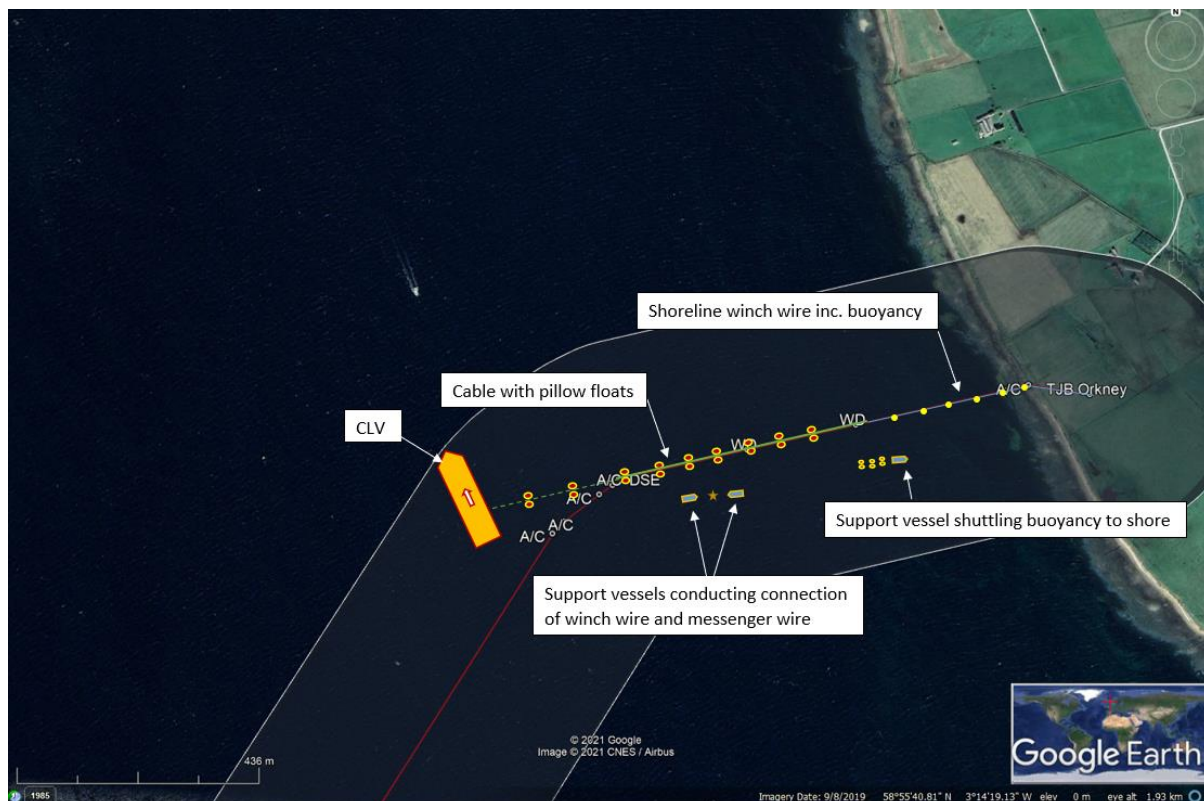 N
Shoreline winch wire inc. buoyancy
Cable with pillow floats
A/C
TJB Orkney
CLV
WD
WD
A/C DSE
A/C
A/C
A/C
Support vessel shuttling buoyancy to shore
Support vessels conducting connection
of winch wire and messenger wire
© 2021 Google
Image © 2021 CNES / Airbus
436 m
Google Earth
1985
Imagery Date: 9/8/2019 58°55'40.81" N 3°14'19.13" W elev 0 m eye alt 1.93 km